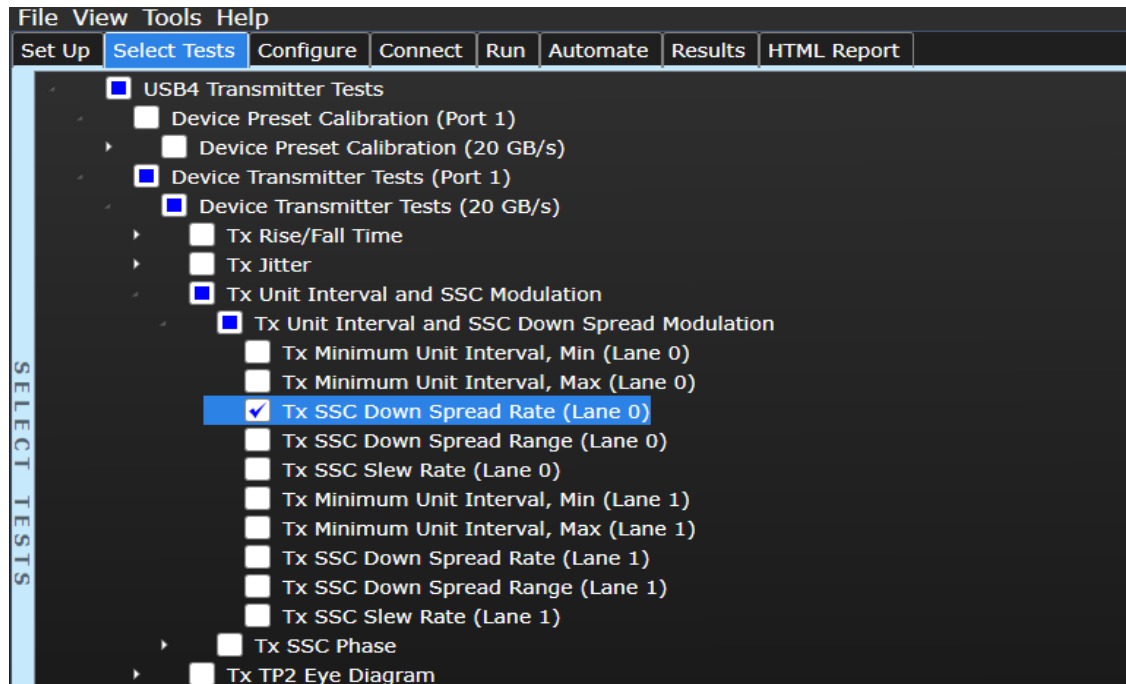 File View Tools Help
Set Up Select Tests Configure Connect Run Automate Results HTML Report
USB4 Transmitter Tests
Device Preset Calibration (Port 1)
Device Preset Calibration (20 GB/s)
Device Transmitter Tests (Port 1)
Device Transmitter Tests (20 GB/s)
Tx Rise/Fall Time
Tx Jitter
Tx Unit Interval and SSC Modulation
Tx Unit Interval and SSC Down Spread Modulation
Tx Minimum Unit Interval, Min (Lane 0)
Tx Minimum Unit Interval, Max (Lane 0)
Tx SSC Down Spread Rate (Lane 0)
Tx SSC Down Spread Range (Lane 0)
Tx SSC Slew Rate (Lane 0)
Tx Minimum Unit Interval, Min (Lane 1)
Tx Minimum Unit Interval, Max (Lane 1)
Tx SSC Down Spread Rate (Lane 1)
Tx SSC Down Spread Range (Lane 1)
Tx SSC Slew Rate (Lane 1)
Tx SSC Phase
Tx TP2 Eye Diagram
SELECT TESTS